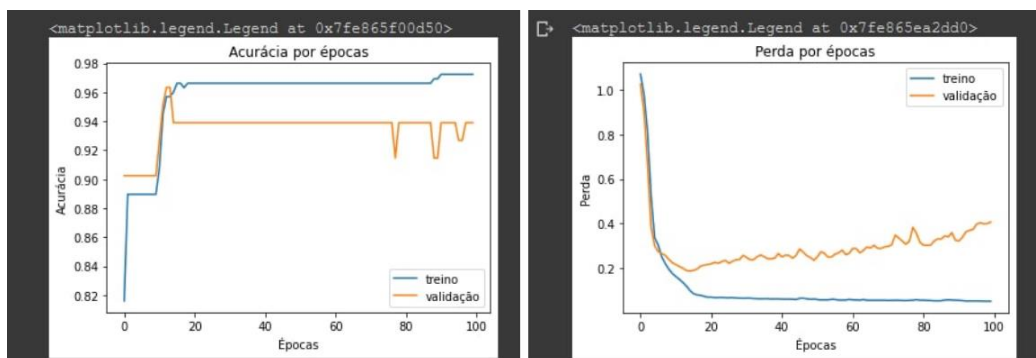 <matplotlib.legend.Legend at 0x7fe865f00d50>
Acurácia por épocas
0.98
0.96
0.94
0.92
0.90
0.88
0.86
0.84
0.82
Acurácia
treino
validação
0 20 40 60 80 100
Épocas
<matplotlib.legend.Legend at 0x7fe865ea2dd0>
Perda por épocas
treino
validação
1.0
0.8
0.6
0.4
0.2
Perda
0 20 40 60 80 100
Épocas